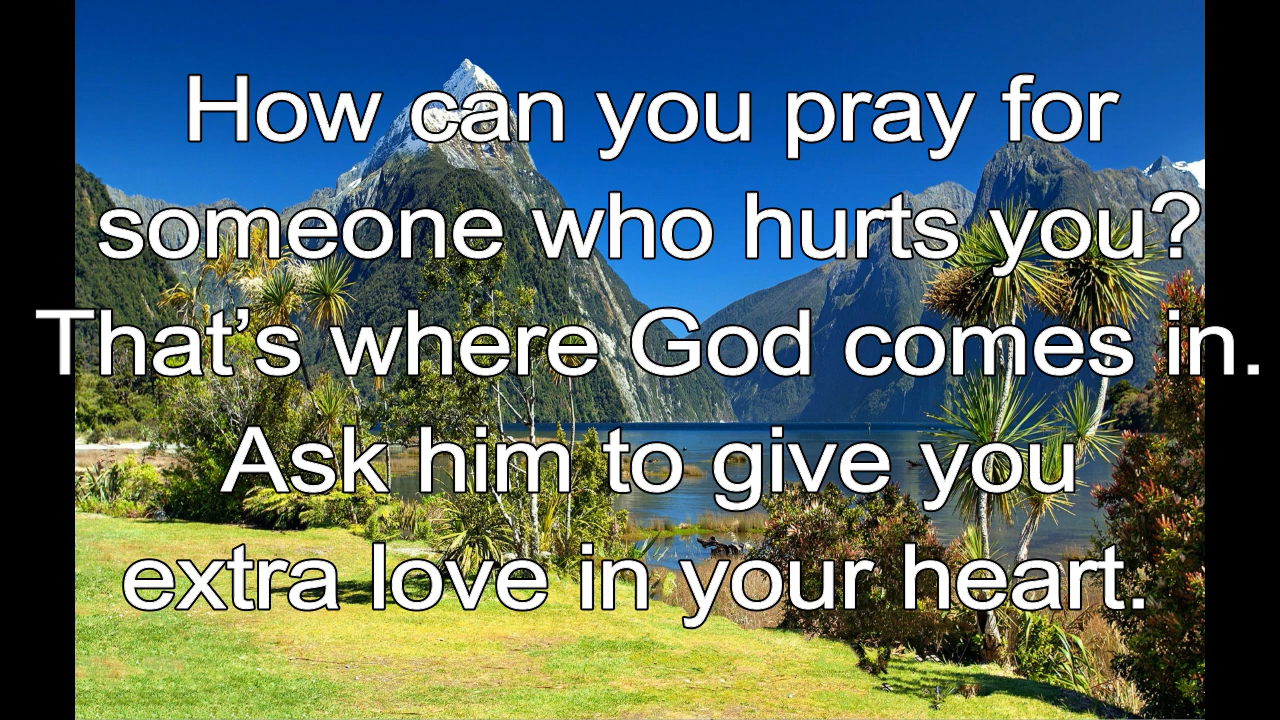 How can you pray for
someone who hurts you?
That’s where God comes in.
Ask him to give you
extra love in your heart.